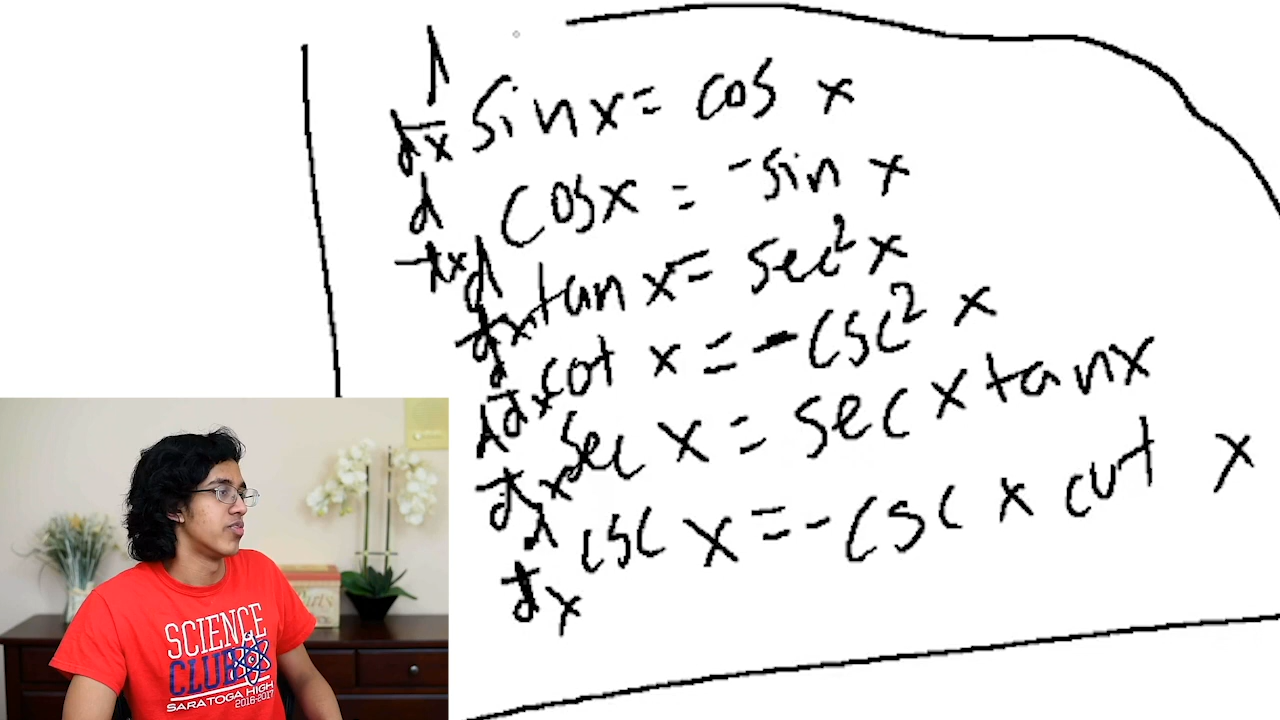 d/dx sin x = cos x
d/dx cos x = -sin x
d/dx tan x = sec² x
d/dx cot x = -csc² x
d/dx sec x = sec x tan x
d/dx csc x = -csc x cot x
SCIENCE
CLUB
SARATOGA HIGH
2016-2017